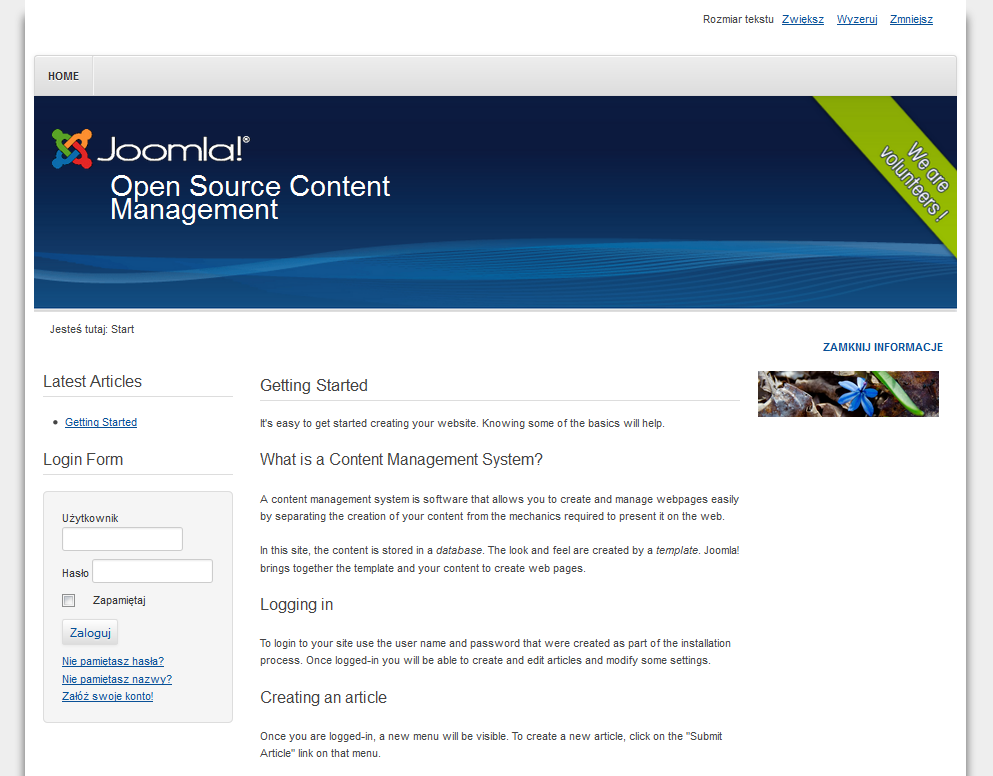 Rozmiar tekstu Zwiększ Wyzeruj Zmniejsz
HOME
Joomla!®
Open Source Content
Management
We are
volunteers!
Jesteś tutaj: Start
ZAMKNIJ INFORMACJE
Latest Articles
Getting Started
Login Form
Użytkownik
Hasło
Zapamiętaj
Zaloguj
Nie pamiętasz hasła?
Nie pamiętasz nazwy?
Załóż swoje konto!
Getting Started
It's easy to get started creating your website. Knowing some of the basics will help.
What is a Content Management System?
A content management system is software that allows you to create and manage webpages easily
by separating the creation of your content from the mechanics required to present it on the web.
In this site, the content is stored in a database. The look and feel are created by a template. Joomla!
brings together the template and your content to create web pages.
Logging in
To login to your site use the user name and password that were created as part of the installation
process. Once logged-in you will be able to create and edit articles and modify some settings.
Creating an article
Once you are logged-in, a new menu will be visible. To create a new article, click on the "Submit
Article" link on that menu.